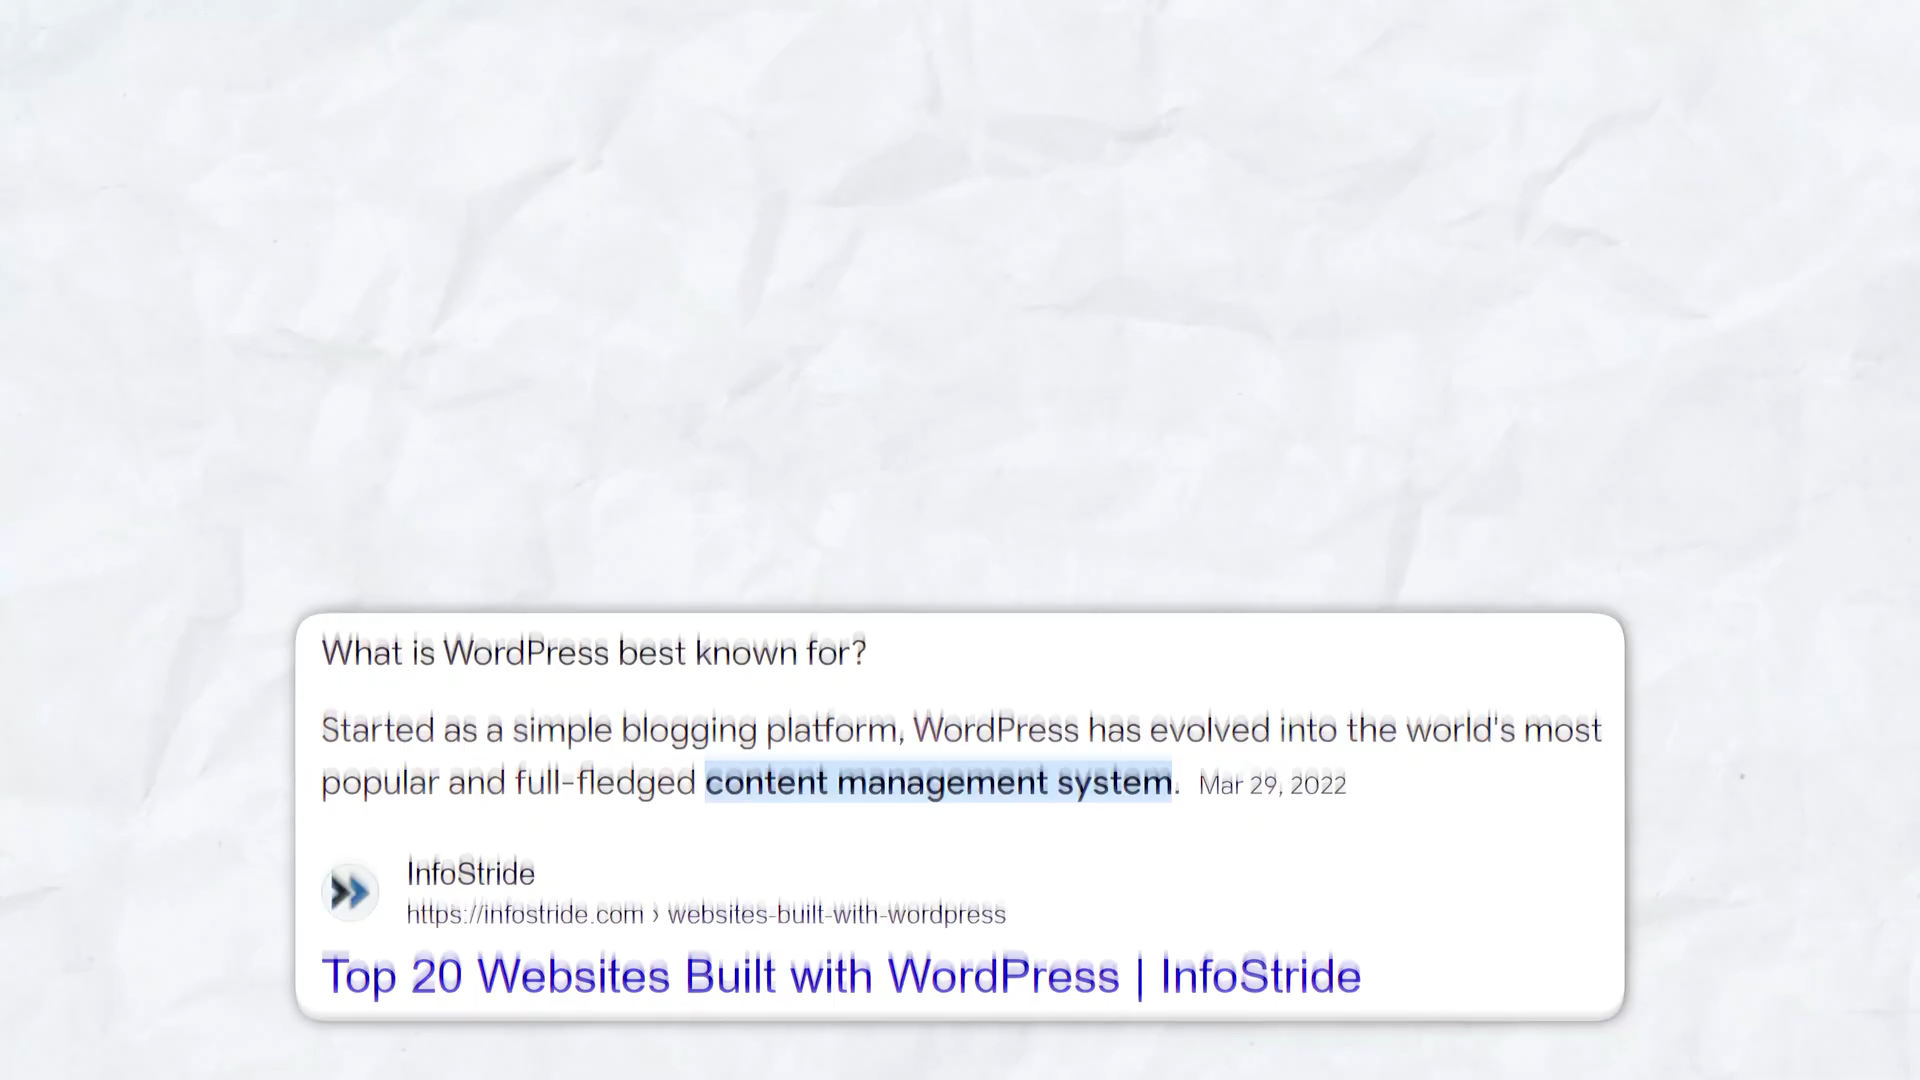 What is WordPress best known for?
Started as a simple blogging platform, WordPress has evolved into the world's most
popular and full-fledged content management system. Mar 29, 2022
InfoStride
https://infostride.com › websites-built-with-wordpress
Top 20 Websites Built with WordPress | InfoStride